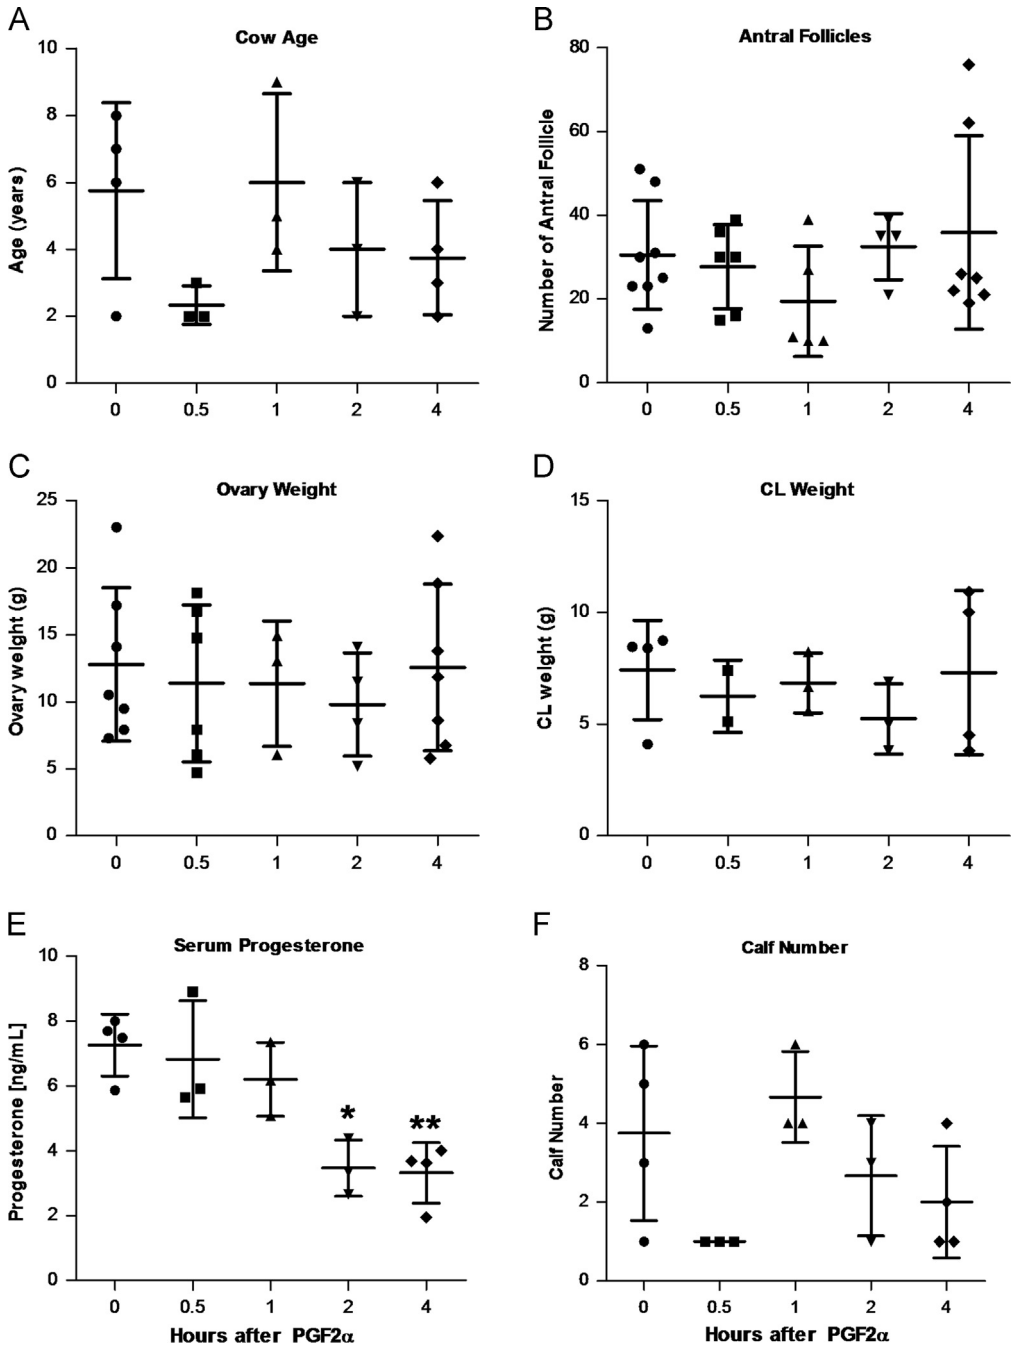 A
Cow Age
Age (years)
10
8
6
4
2
0
0 0.5 1 2 4
B
Antral Follicles
Number of Antral Follicle
80
60
40
20
0
0 0.5 1 2 4
C
Ovary Weight
Ovary weight (g)
25
20
15
10
5
0
0 0.5 1 2 4
D
CL Weight
CL weight (g)
15
10
5
0
0 0.5 1 2 4
E
Serum Progesterone
Progesterone [ng/mL]
10
8
6
4
2
0
*
**
0 0.5 1 2 4
Hours after PGF2α
F
Calf Number
Calf Number
8
6
4
2
0
0 0.5 1 2 4
Hours after PGF2α